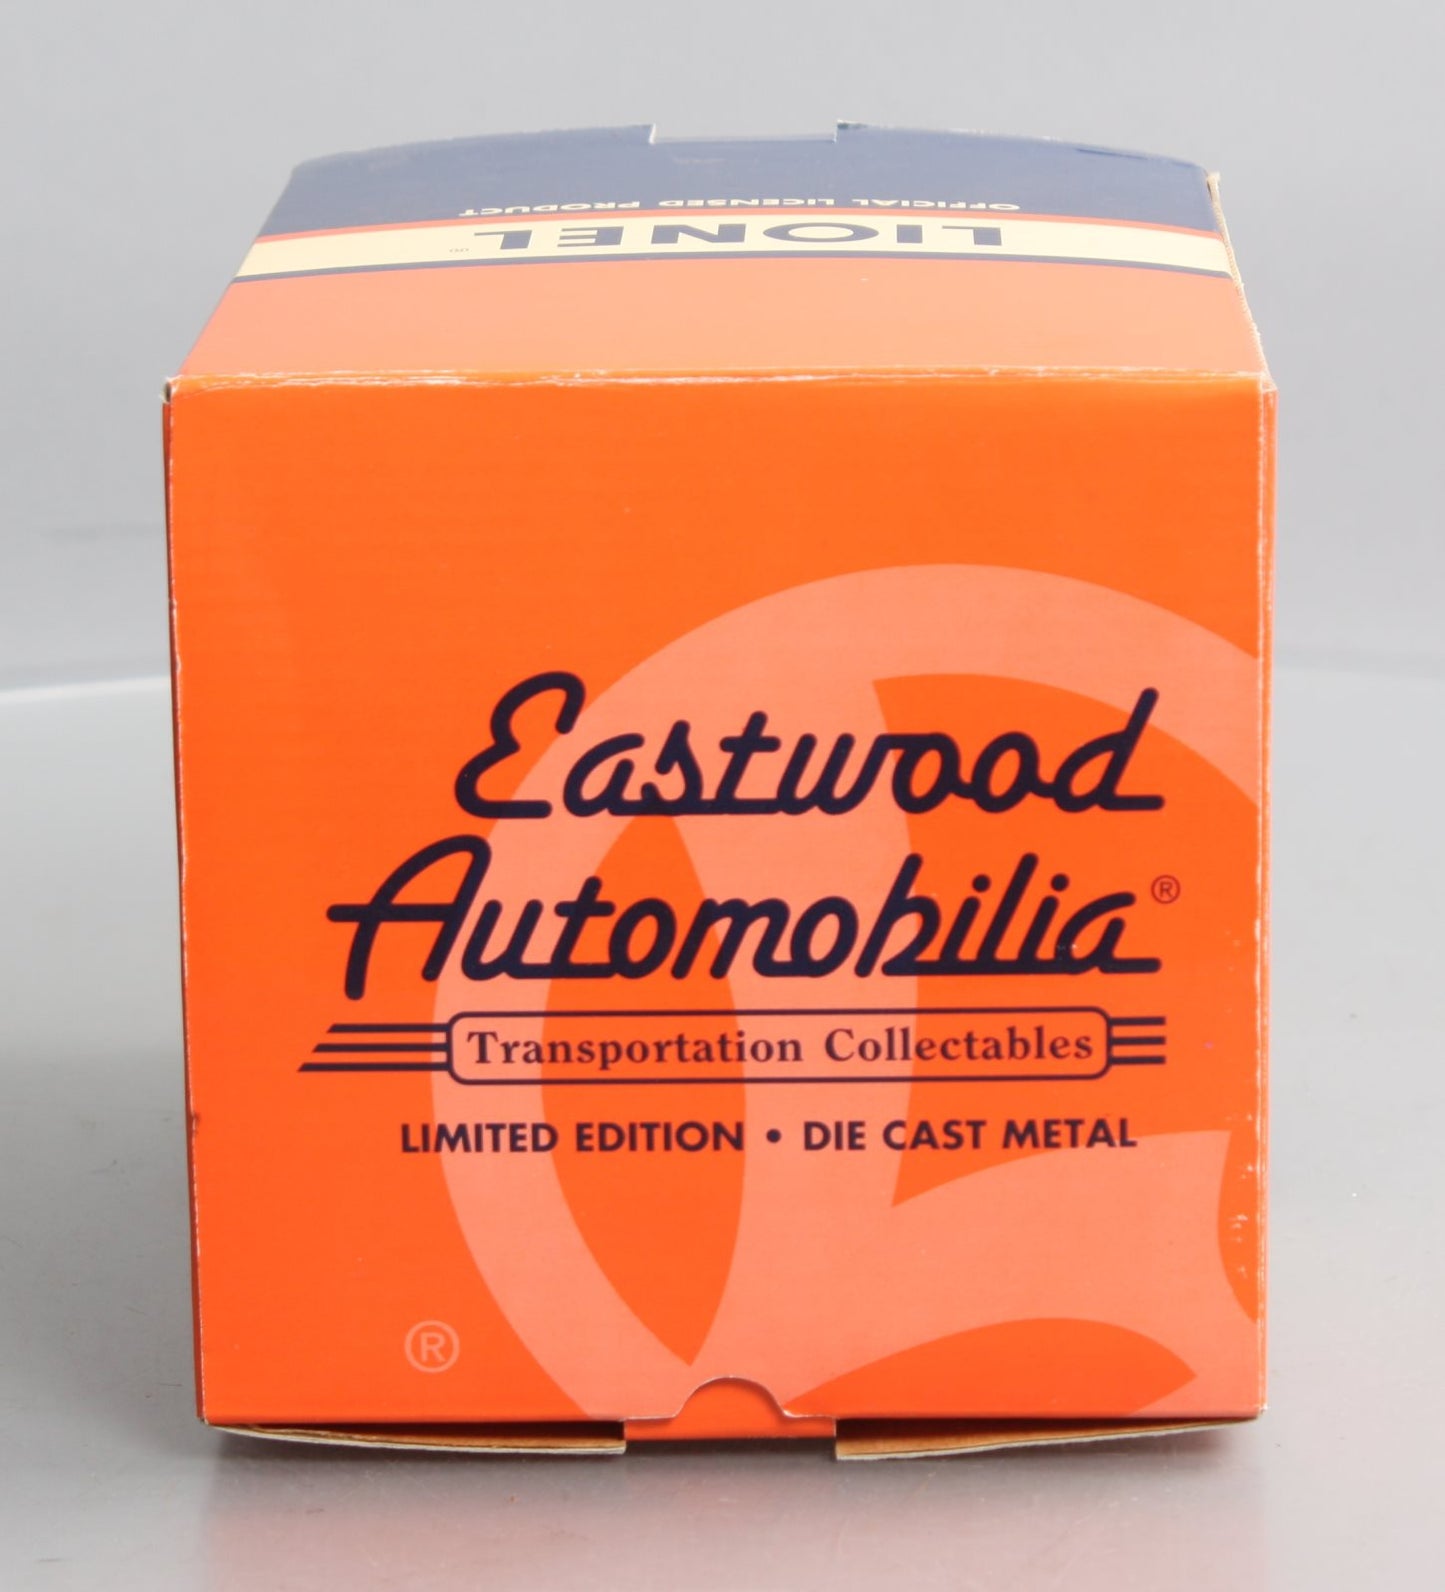 OFFICIAL LICENSED PRODUCT
LIONEL
Eastwood
Automobilia®
Transportation Collectables
LIMITED EDITION • DIE CAST METAL
®